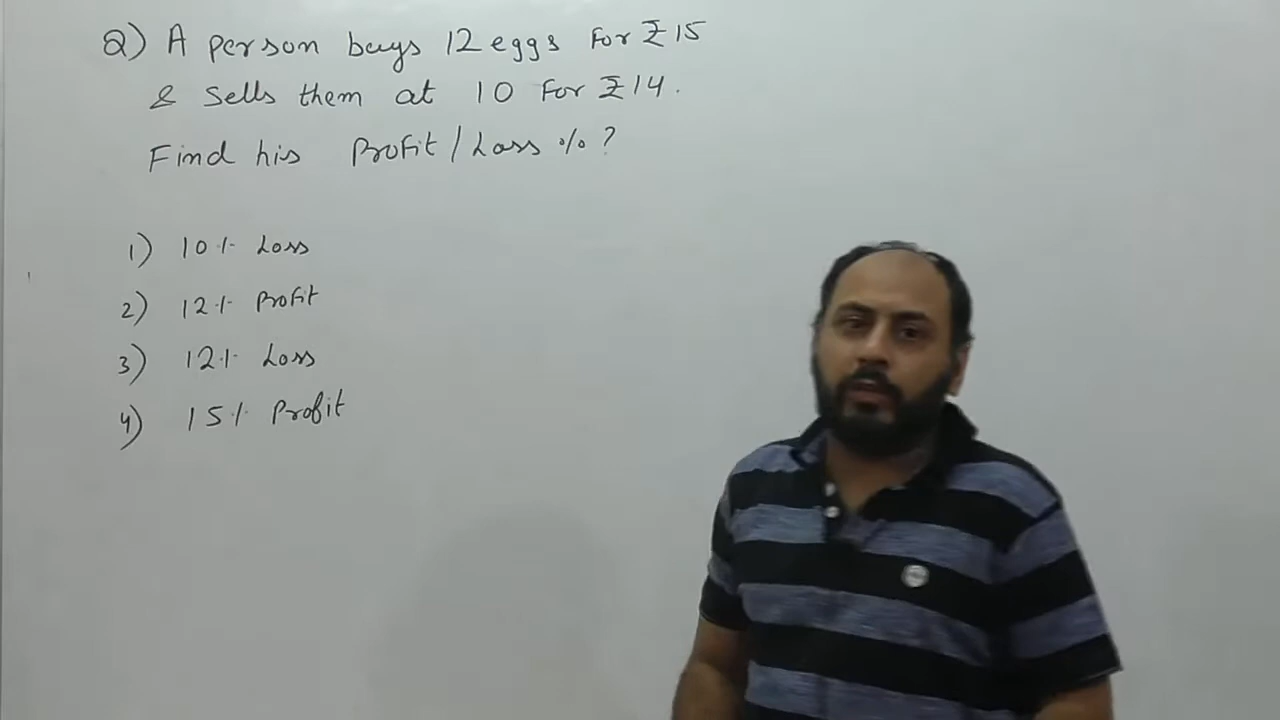 Q) A person buys 12 eggs for ₹15
& sells them at 10 for ₹14.
Find his Profit/Loss % ?
1) 10% Loss
2) 12% Profit
3) 12% Loss
4) 15% Profit